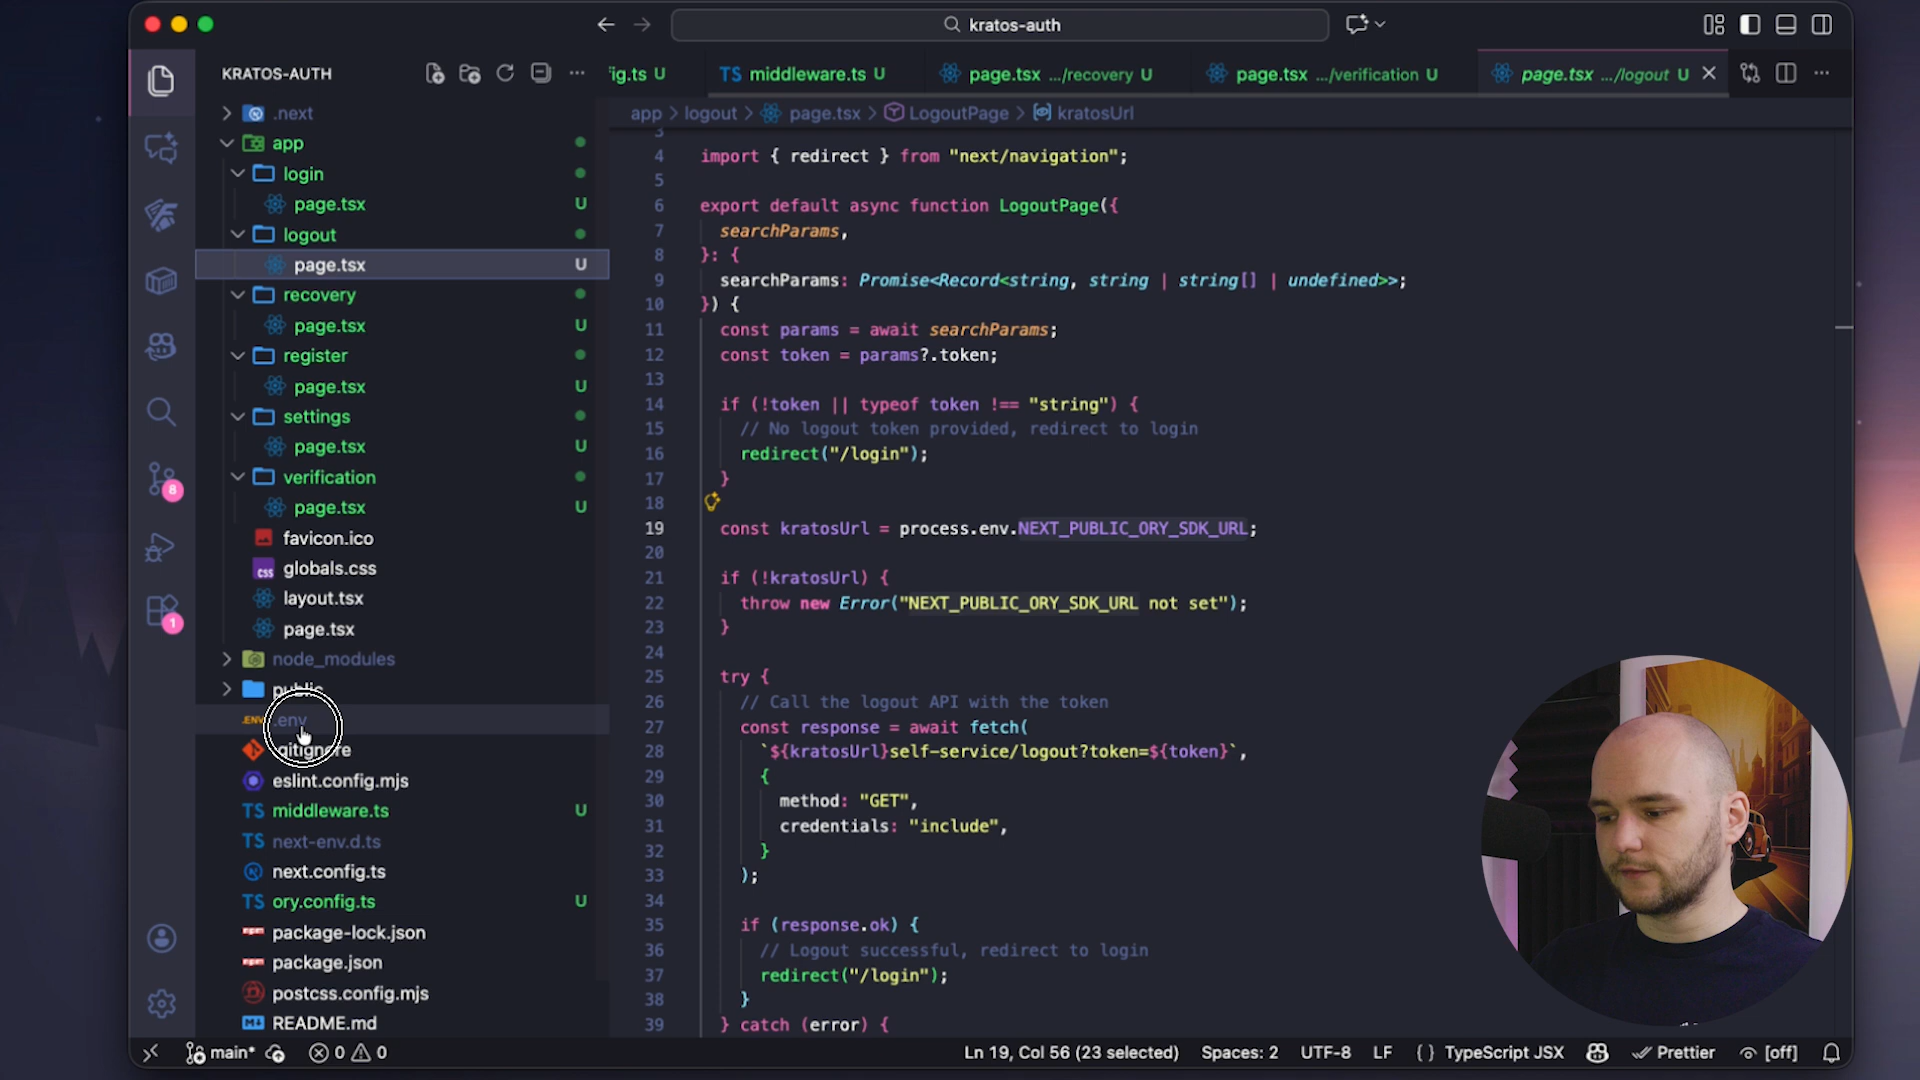 kratos-auth
KRATOS-AUTH
ig.ts U
TS middleware.ts U
page.tsx .../recovery U
page.tsx .../verification U
page.tsx .../logout U
app > logout > page.tsx > LogoutPage > kratosUrl
.next
app
login
page.tsx U
logout
page.tsx U
recovery
page.tsx U
register
page.tsx U
settings
page.tsx U
verification
page.tsx U
favicon.ico
css globals.css
layout.tsx
page.tsx
node_modules
public
.ENV .env
.gitignore
eslint.config.mjs
TS middleware.ts U
TS next-env.d.ts
next.config.ts
TS ory.config.ts U
package-lock.json
package.json
postcss.config.mjs
README.md
8
1
3
4 import { redirect } from "next/navigation";
5
6 export default async function LogoutPage({
7 searchParams,
8 }: {
9 searchParams: Promise<Record<string, string | string[] | undefined>>;
10 }) {
11 const params = await searchParams;
12 const token = params?.token;
13
14 if (!token || typeof token !== "string") {
15 // No logout token provided, redirect to login
16 redirect("/login");
17 }
18
19 const kratosUrl = process.env.NEXT_PUBLIC_ORY_SDK_URL;
20
21 if (!kratosUrl) {
22 throw new Error("NEXT_PUBLIC_ORY_SDK_URL not set");
23 }
24
25 try {
26 // Call the logout API with the token
27 const response = await fetch(
28 `${kratosUrl}self-service/logout?token=${token}`,
29 {
30 method: "GET",
31 credentials: "include",
32 }
33 );
34
35 if (response.ok) {
36 // Logout successful, redirect to login
37 redirect("/login");
38 }
39 } catch (error) {
main* 0 0
Ln 19, Col 56 (23 selected) Spaces: 2 UTF-8 LF { } TypeScript JSX Prettier [off]